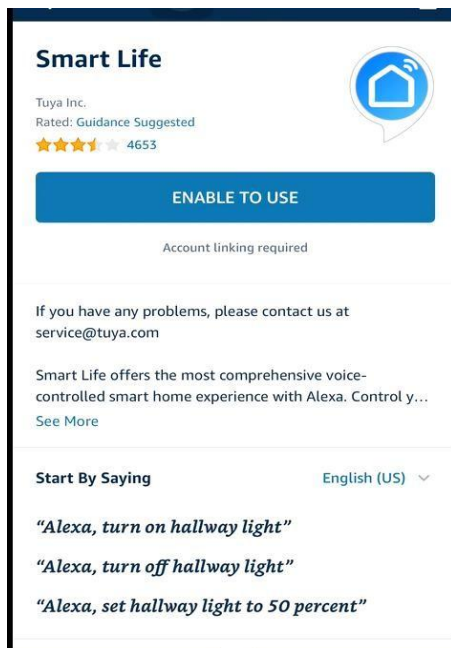 Smart Life
Tuya Inc.
Rated: Guidance Suggested
4653
ENABLE TO USE
Account linking required
If you have any problems, please contact us at
service@tuya.com
Smart Life offers the most comprehensive voice-
controlled smart home experience with Alexa. Control y...
See More
Start By Saying
English (US)
“Alexa, turn on hallway light”
“Alexa, turn off hallway light”
“Alexa, set hallway light to 50 percent”